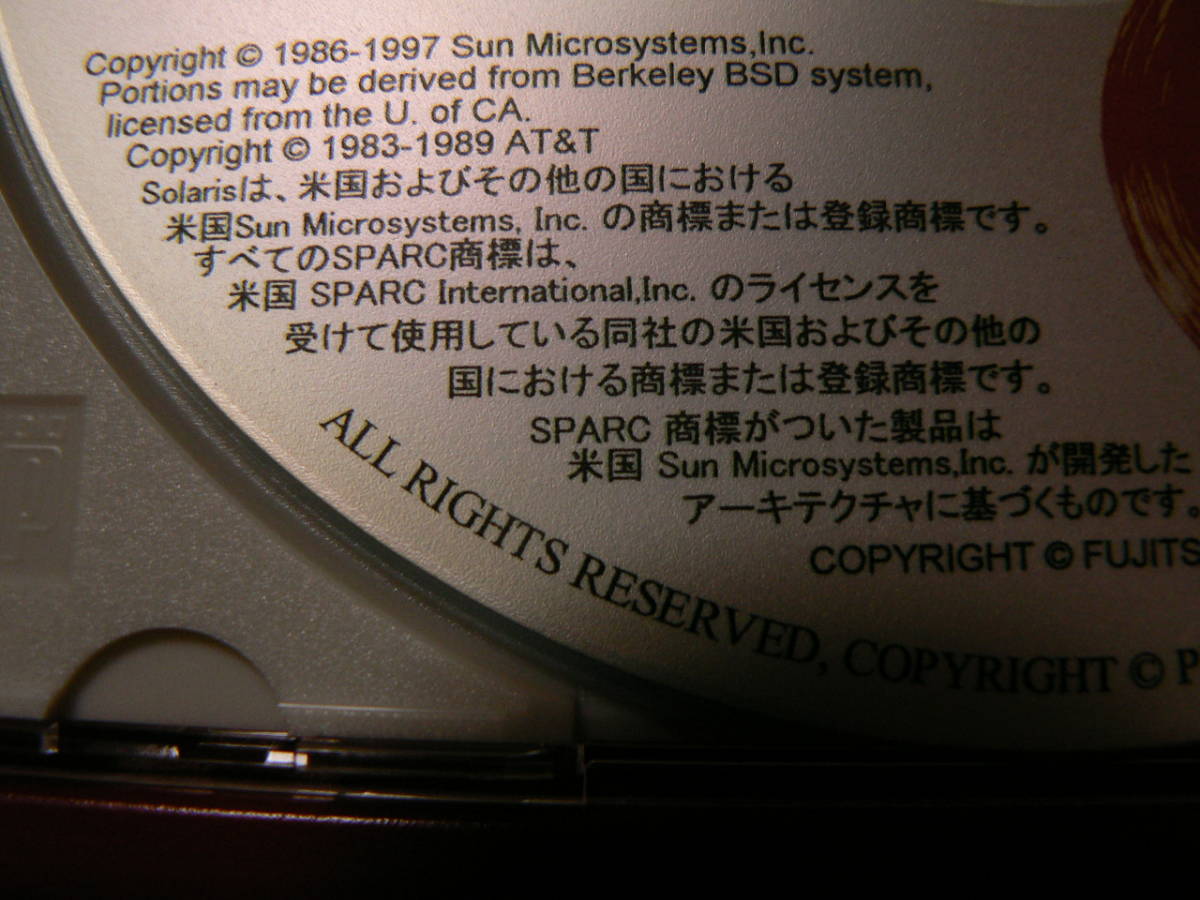 Copyright © 1986-1997 Sun Microsystems,Inc.
Portions may be derived from Berkeley BSD system,
licensed from the U. of CA.
Copyright © 1983-1989 AT&T
Solarisは、米国およびその他の国における
米国Sun Microsystems, Inc. の商標または登録商標です。
すべてのSPARC商標は、
米国 SPARC International,Inc. のライセンスを
受けて使用している同社の米国およびその他の
国における商標または登録商標です。
SPARC 商標がついた製品は
米国 Sun Microsystems,Inc. が開発した
アーキテクチャに基づくものです。
COPYRIGHT © FUJITS
ALL RIGHTS RESERVED, COPYRIGHT © P